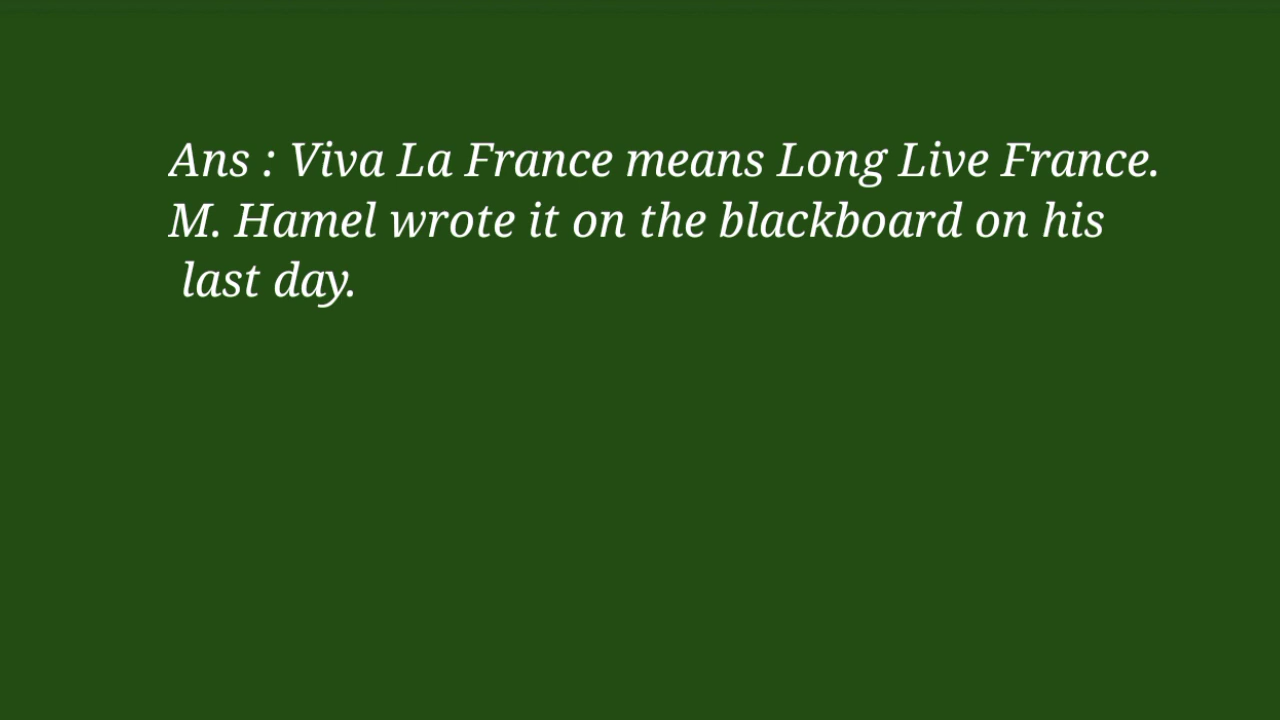 Ans : Viva La France means Long Live France.
M. Hamel wrote it on the blackboard on his
last day.